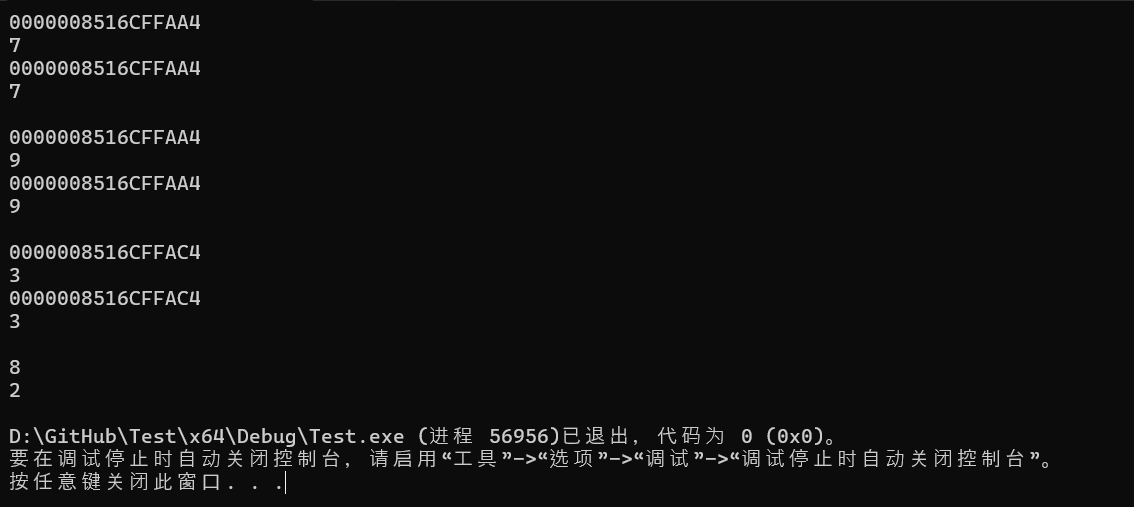 0000008516CFFAA4
7
0000008516CFFAA4
7
0000008516CFFAA4
9
0000008516CFFAA4
9
0000008516CFFAC4
3
0000008516CFFAC4
3
8
2
D:\GitHub\Test\x64\Debug\Test.exe (进程 56956)已退出，代码为 0 (0x0)。
要在调试停止时自动关闭控制台，请启用“工具”->“选项”->“调试”->“调试停止时自动关闭控制台”。
按任意键关闭此窗口. . .